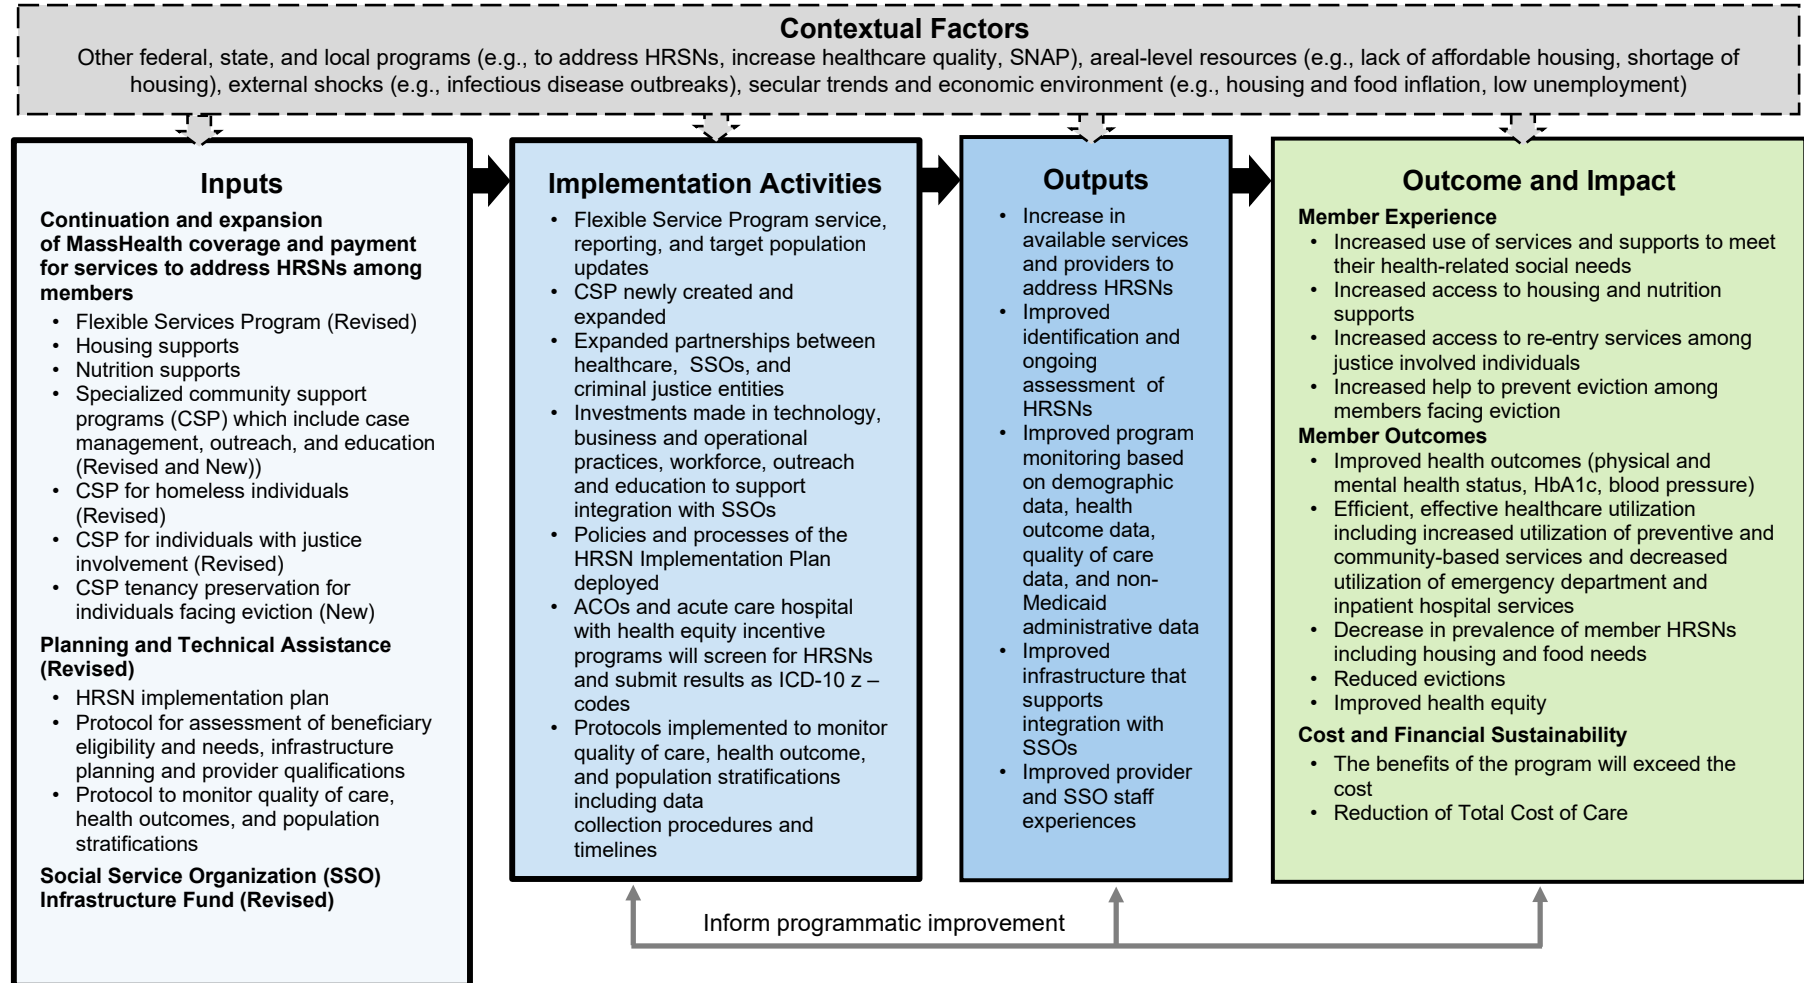 Contextual Factors
Other federal, state, and local programs (e.g., to address HRSNs, increase healthcare quality, SNAP), areal-level resources (e.g., lack of affordable housing, shortage of
housing), external shocks (e.g., infectious disease outbreaks), secular trends and economic environment (e.g., housing and food inflation, low unemployment)
Inputs
Continuation and expansion
of MassHealth coverage and payment
for services to address HRSNs among
members
• Flexible Services Program (Revised)
• Housing supports
• Nutrition supports
• Specialized community support
programs (CSP) which include case
management, outreach, and education
(Revised and New))
• CSP for homeless individuals
(Revised)
• CSP for individuals with justice
involvement (Revised)
• CSP tenancy preservation for
individuals facing eviction (New)
Planning and Technical Assistance
(Revised)
• HRSN implementation plan
• Protocol for assessment of beneficiary
eligibility and needs, infrastructure
planning and provider qualifications
• Protocol to monitor quality of care,
health outcomes, and population
stratifications
Social Service Organization (SSO)
Infrastructure Fund (Revised)
Implementation Activities
• Flexible Service Program service,
reporting, and target population
updates
• CSP newly created and
expanded
• Expanded partnerships between
healthcare, SSOs, and
criminal justice entities
• Investments made in technology,
business and operational
practices, workforce, outreach
and education to support
integration with SSOs
• Policies and processes of the
HRSN Implementation Plan
deployed
• ACOs and acute care hospital
with health equity incentive
programs will screen for HRSNs
and submit results as ICD-10 z –
codes
• Protocols implemented to monitor
quality of care, health outcome,
and population stratifications
including data
collection procedures and
timelines
Outputs
• Increase in
available services
and providers to
address HRSNs
• Improved
identification and
ongoing
assessment of
HRSNs
• Improved program
monitoring based
on demographic
data, health
outcome data,
quality of care
data, and non-
Medicaid
administrative data
• Improved
infrastructure that
supports
integration with
SSOs
• Improved provider
and SSO staff
experiences
Outcome and Impact
Member Experience
• Increased use of services and supports to meet
their health-related social needs
• Increased access to housing and nutrition
supports
• Increased access to re-entry services among
justice involved individuals
• Increased help to prevent eviction among
members facing eviction
Member Outcomes
• Improved health outcomes (physical and
mental health status, HbA1c, blood pressure)
• Efficient, effective healthcare utilization
including increased utilization of preventive and
community-based services and decreased
utilization of emergency department and
inpatient hospital services
• Decrease in prevalence of member HRSNs
including housing and food needs
• Reduced evictions
• Improved health equity
Cost and Financial Sustainability
• The benefits of the program will exceed the
cost
• Reduction of Total Cost of Care
Inform programmatic improvement